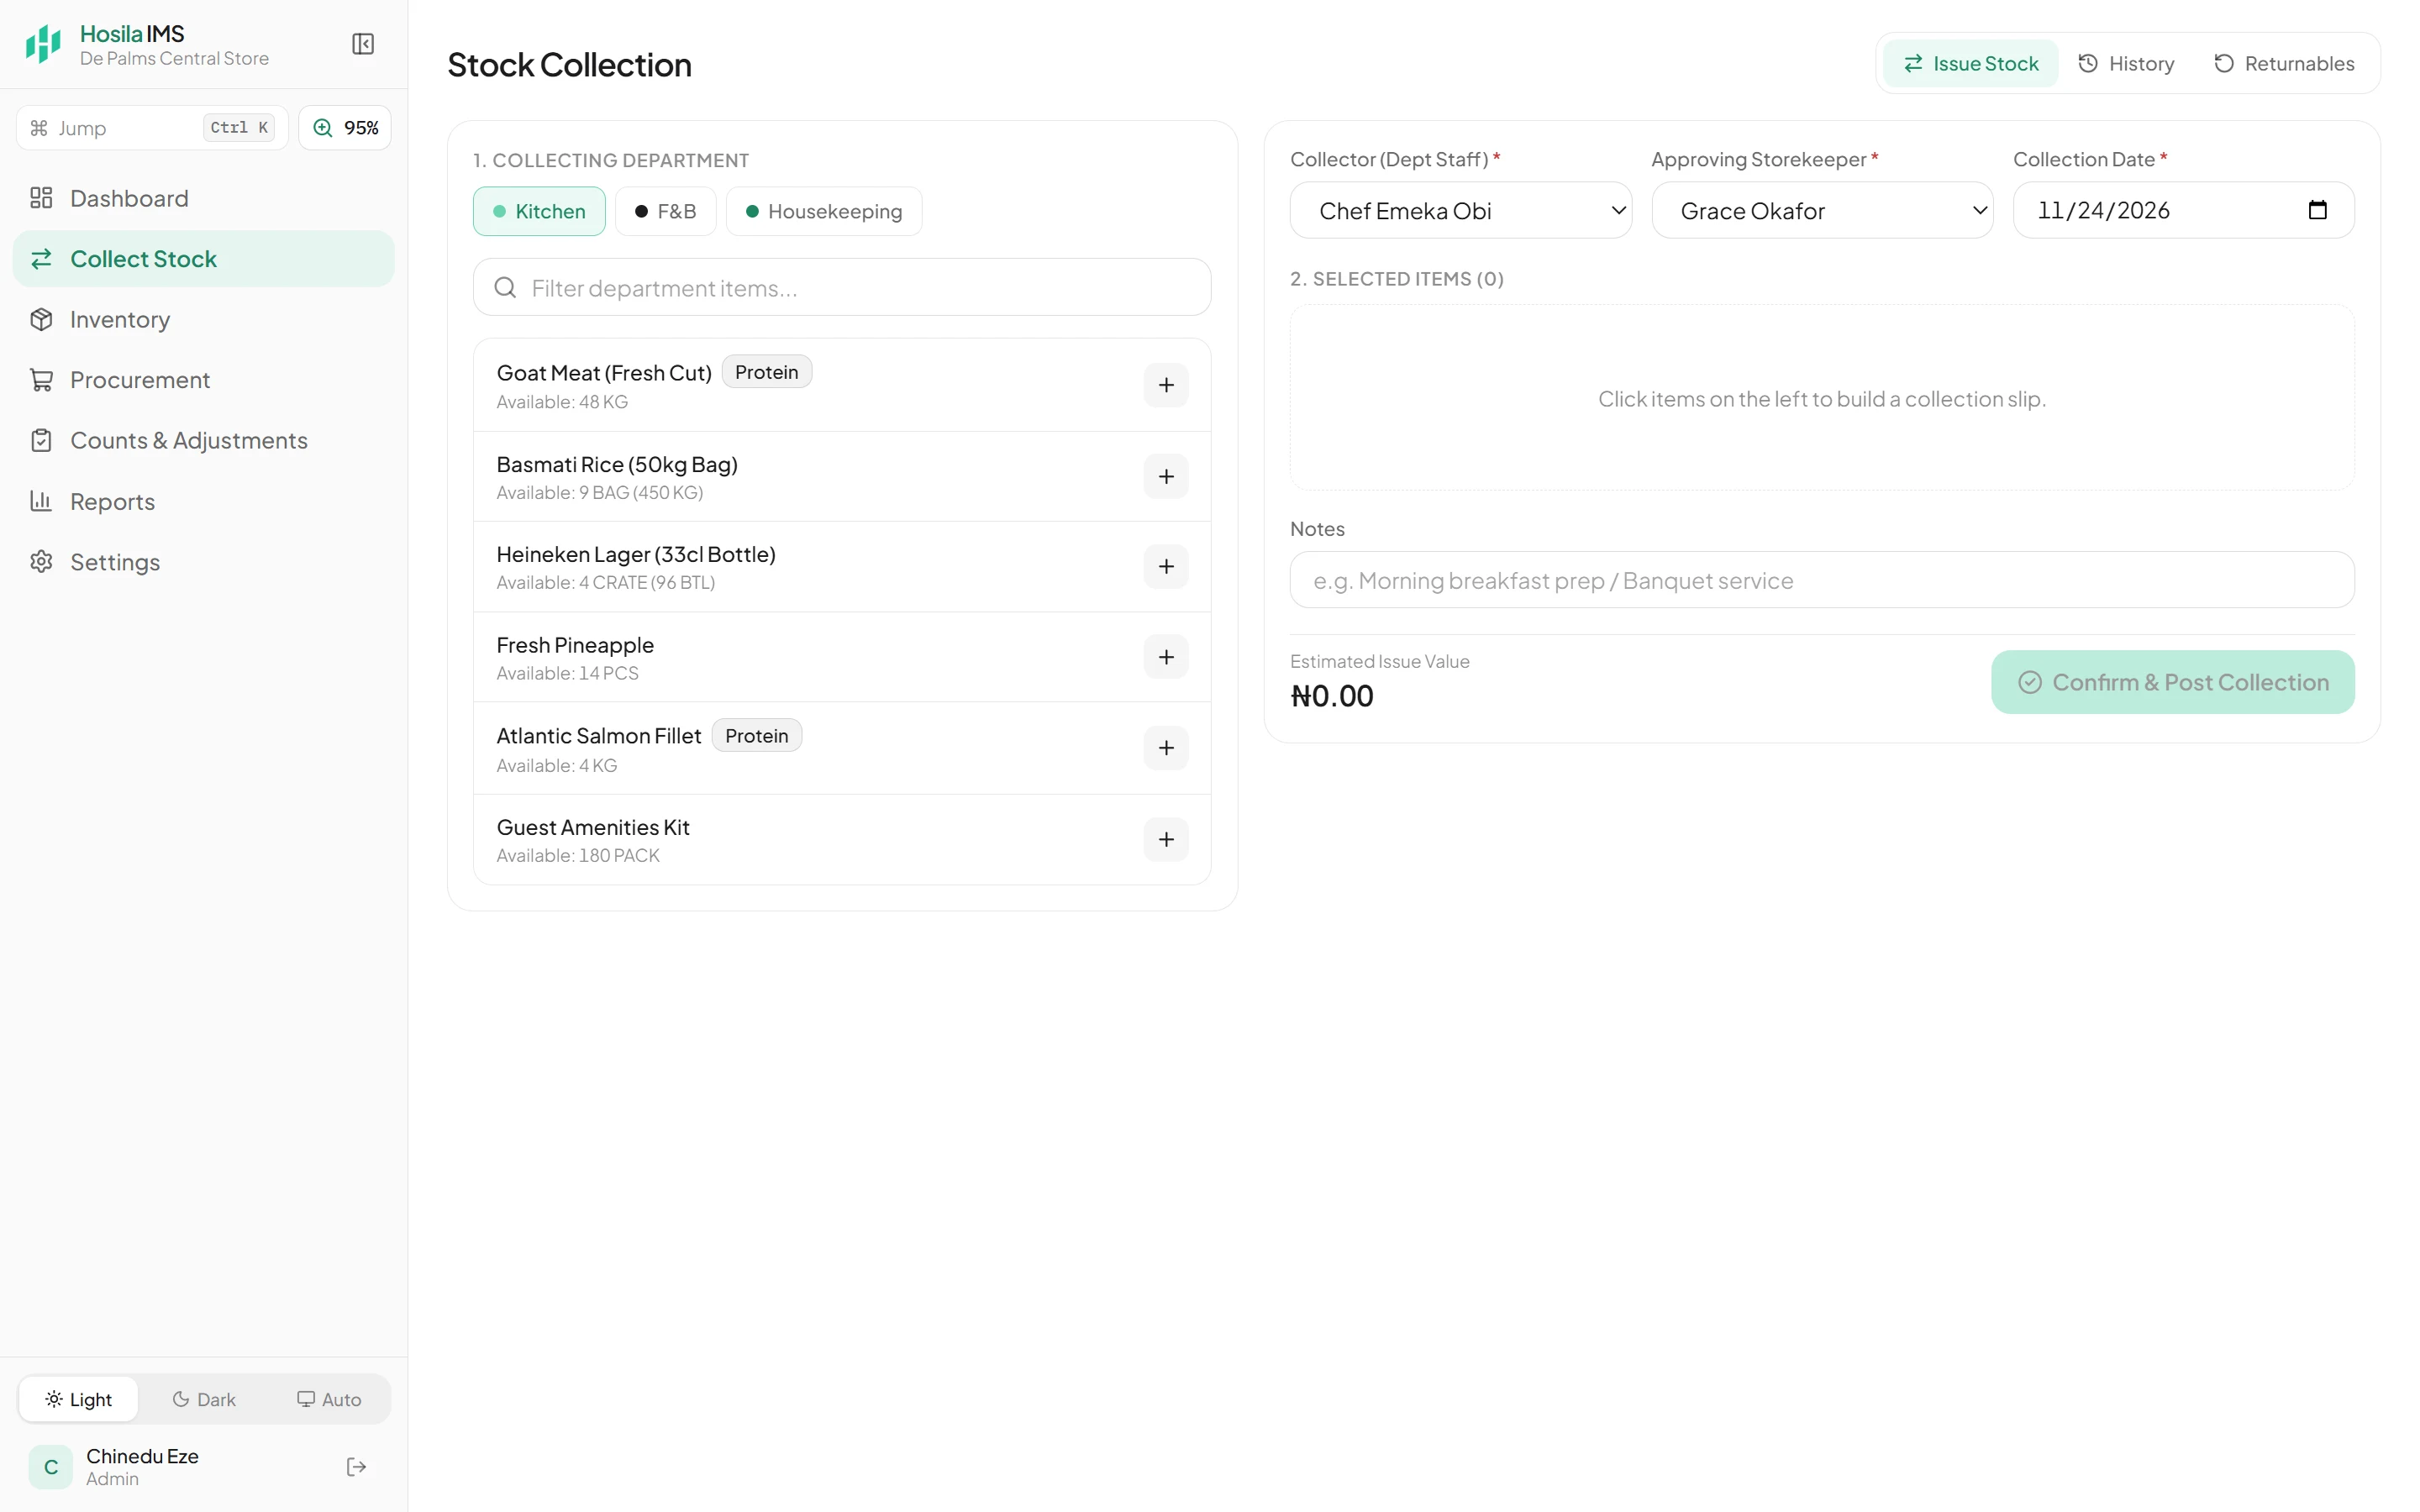 Hosila IMS
De Palms Central Store
Jump
Ctrl K
95%
Dashboard
Collect Stock
Inventory
Procurement
Counts & Adjustments
Reports
Settings
Light
Dark
Auto
C
Chinedu Eze
Admin
Stock Collection
Issue Stock
History
Returnables
1. COLLECTING DEPARTMENT
Kitchen
F&B
Housekeeping
Filter department items...
Goat Meat (Fresh Cut)
Protein
Available: 48 KG
Basmati Rice (50kg Bag)
Available: 9 BAG (450 KG)
Heineken Lager (33cl Bottle)
Available: 4 CRATE (96 BTL)
Fresh Pineapple
Available: 14 PCS
Atlantic Salmon Fillet
Protein
Available: 4 KG
Guest Amenities Kit
Available: 180 PACK
Collector (Dept Staff) *
Chef Emeka Obi
Approving Storekeeper *
Grace Okafor
Collection Date *
11/24/2026
2. SELECTED ITEMS (0)
Click items on the left to build a collection slip.
Notes
e.g. Morning breakfast prep / Banquet service
Estimated Issue Value
₦0.00
Confirm & Post Collection